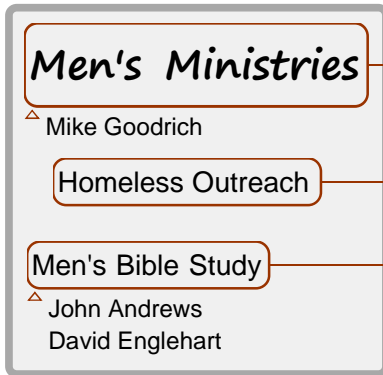 Men's Ministries
Mike Goodrich
Homeless Outreach
Men's Bible Study
John Andrews
David Englehart